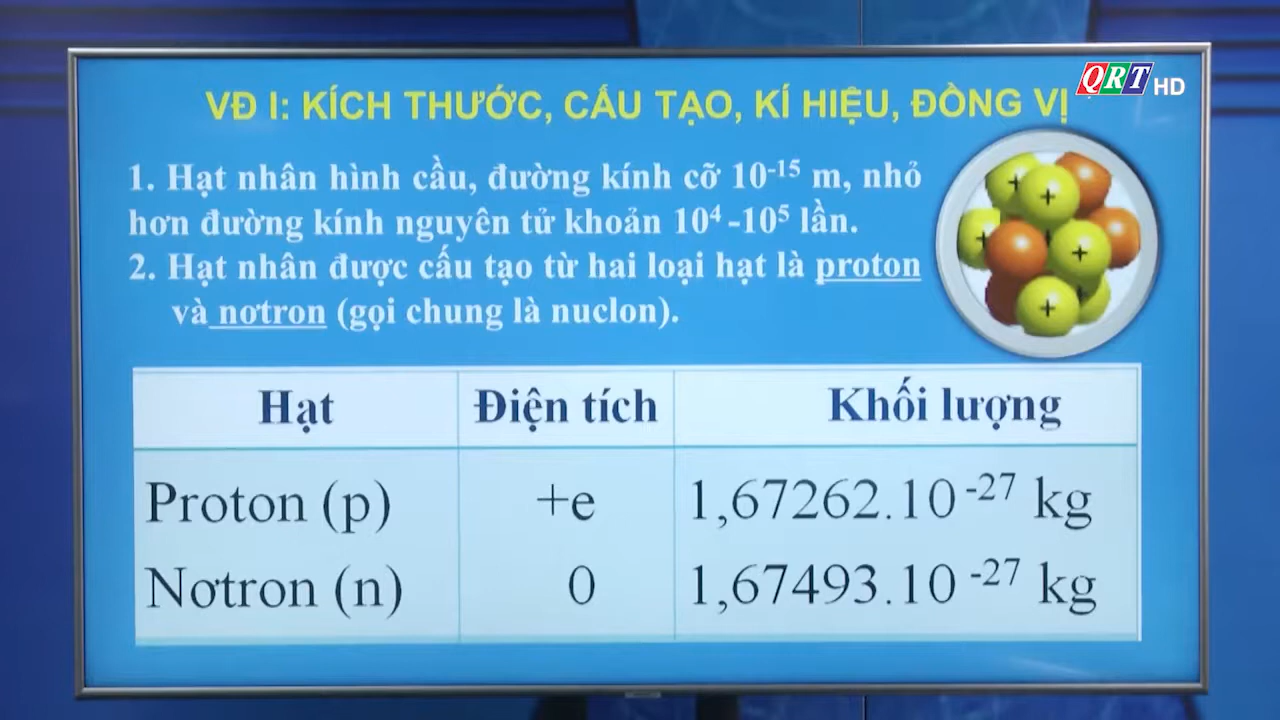 QRT HD
VĐ I: KÍCH THƯỚC, CẤU TẠO, KÍ HIỆU, ĐỒNG VỊ
1. Hạt nhân hình cầu, đường kính cỡ 10⁻¹⁵ m, nhỏ
hơn đường kính nguyên tử khoản 10⁴ -10⁵ lần.
2. Hạt nhân được cấu tạo từ hai loại hạt là proton
và nơtron (gọi chung là nuclon).
Hạt Điện tích Khối lượng
Proton (p) +e 1,67262.10⁻²⁷ kg
Nơtron (n) 0 1,67493.10⁻²⁷ kg